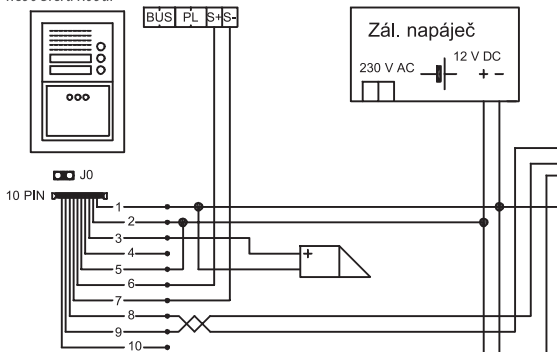 BUS PL S+ S-
Zál. napáječ
230 V AC
12 V DC
+ -
J0
10 PIN
1
2
3
+
4
5
6
7
8
9
10